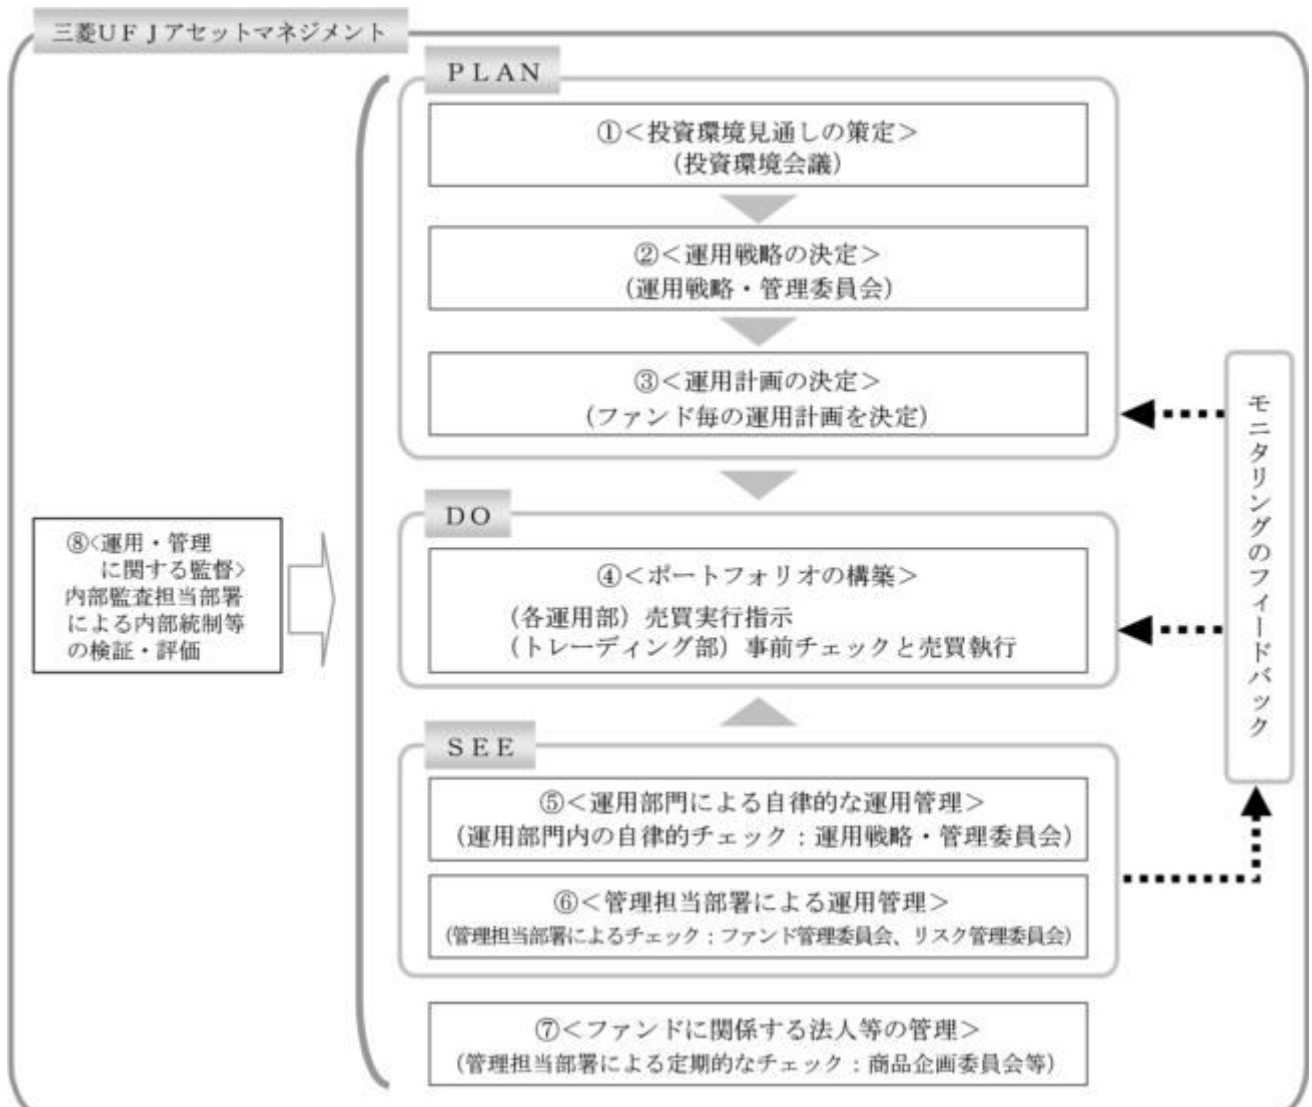 三菱ＵＦＪアセットマネジメント
ＰＬＡＮ
①＜投資環境見通しの策定＞
（投資環境会議）
②＜運用戦略の決定＞
（運用戦略・管理委員会）
③＜運用計画の決定＞
（ファンド毎の運用計画を決定）
ＤＯ
④＜ポートフォリオの構築＞
（各運用部）売買実行指示
（トレーディング部）事前チェックと売買執行
ＳＥＥ
⑤＜運用部門による自律的な運用管理＞
（運用部門内の自律的チェック：運用戦略・管理委員会）
⑥＜管理担当部署による運用管理＞
（管理担当部署によるチェック：ファンド管理委員会、リスク管理委員会）
⑦＜ファンドに関係する法人等の管理＞
（管理担当部署による定期的なチェック：商品企画委員会等）
⑧<運用・管理
に関する監督>
内部監査担当部署
による内部統制等
の検証・評価
モニタリングのフィードバック